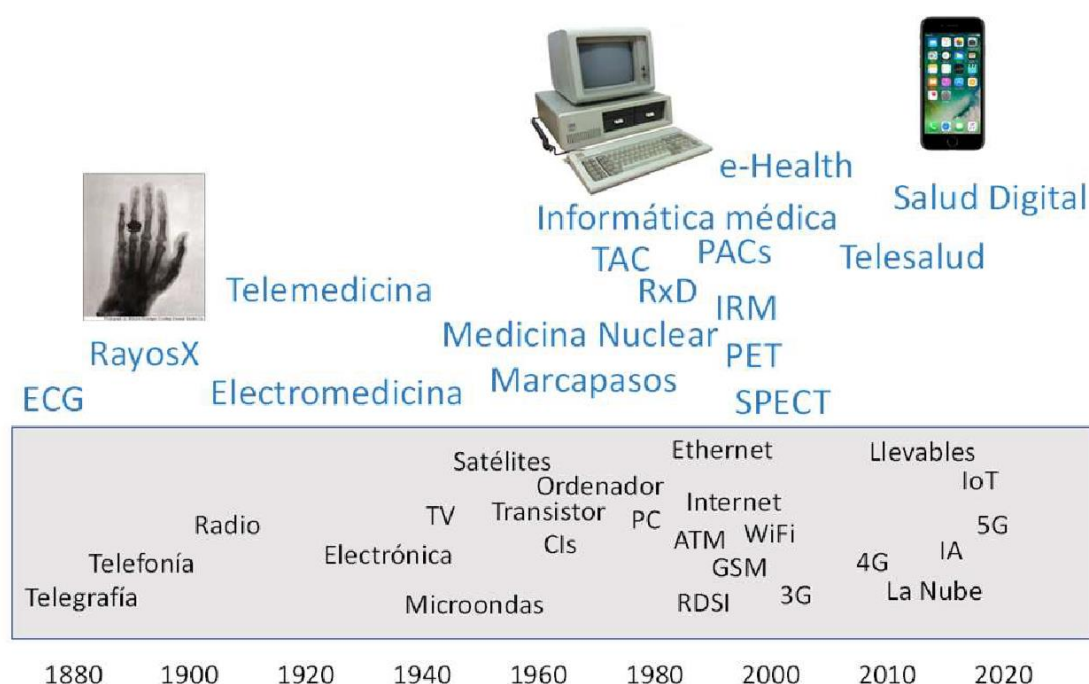 e-Health
Salud Digital
Informática médica
TAC
PACs
Telesalud
RxD
Telemedicina
IRM
Medicina Nuclear
RayosX
PET
Marcapasos
Electromedicina
ECG
SPECT
Ethernet
Llevables
Satélites
IoT
Ordenador
Internet
Transistor
TV
PC
Radio
5G
WiFi
ATM
CIs
Electrónica
IA
Telefonía
GSM
4G
La Nube
Telegrafía
3G
RDSI
Microondas
1880 1900 1920 1940 1960 1980 2000 2010 2020